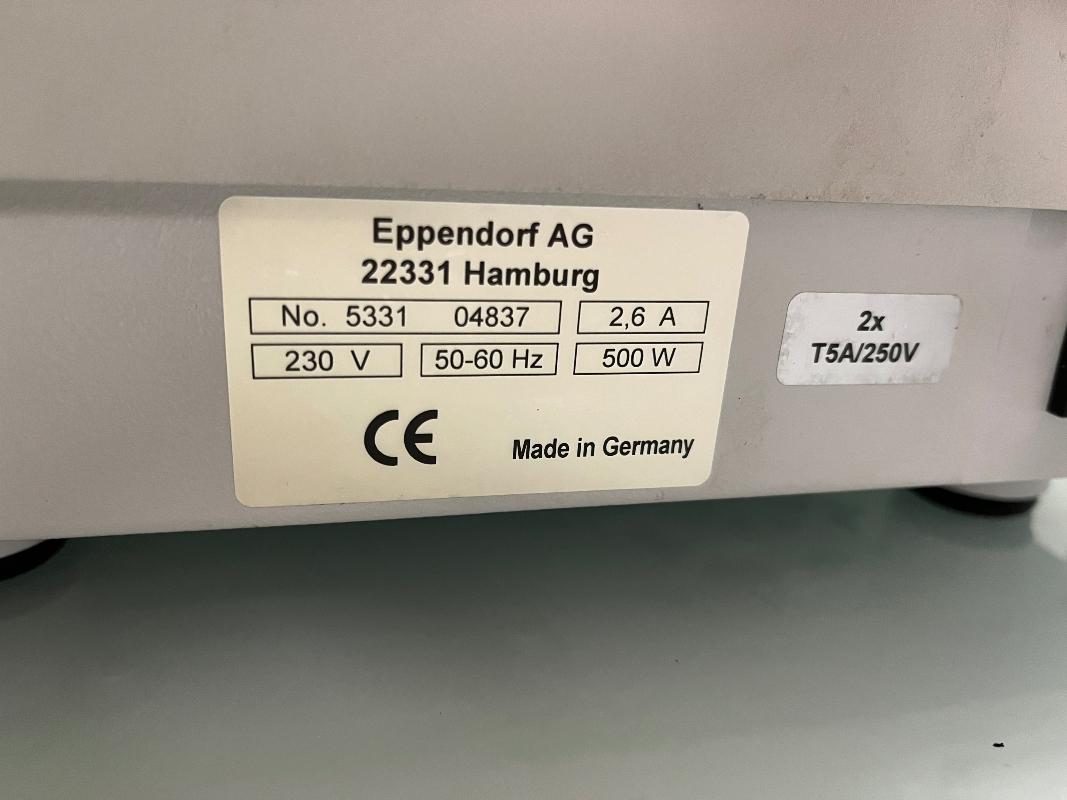 Eppendorf AG
22331 Hamburg
No. 5331 04837 2,6 A
230 V 50-60 Hz 500 W
CE Made in Germany
2x
T5A/250V